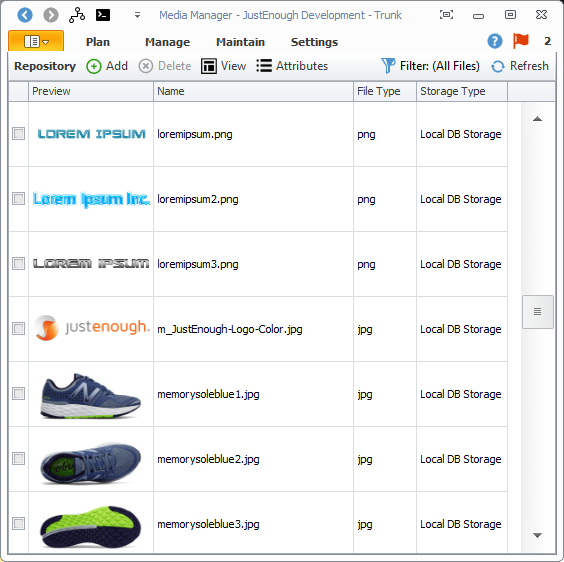 Media Manager - JustEnough Development - Trunk
Plan Manage Maintain Settings ? 2
Repository Add Delete View Attributes Filter: (All Files) Refresh
Preview Name File Type Storage Type
LOREM IPSUM loremipsum.png png Local DB Storage
Lorem Ipsum Inc. loremipsum2.png png Local DB Storage
LOREM IPSUM loremipsum3.png png Local DB Storage
justenough. m_JustEnough-Logo-Color.jpg jpg Local DB Storage
memorysoleblue1.jpg jpg Local DB Storage
memorysoleblue2.jpg jpg Local DB Storage
memorysoleblue3.jpg jpg Local DB Storage